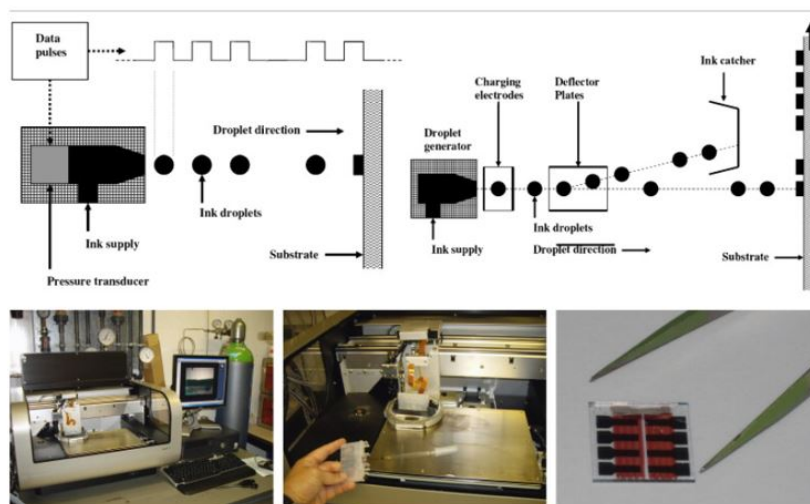 Data
pulses
Droplet direction
Ink droplets
Ink supply
Substrate
Pressure transducer
Charging
electrodes
Deflector
Plates
Ink catcher
Droplet
generator
Ink droplets
Ink supply
Droplet direction
Substrate